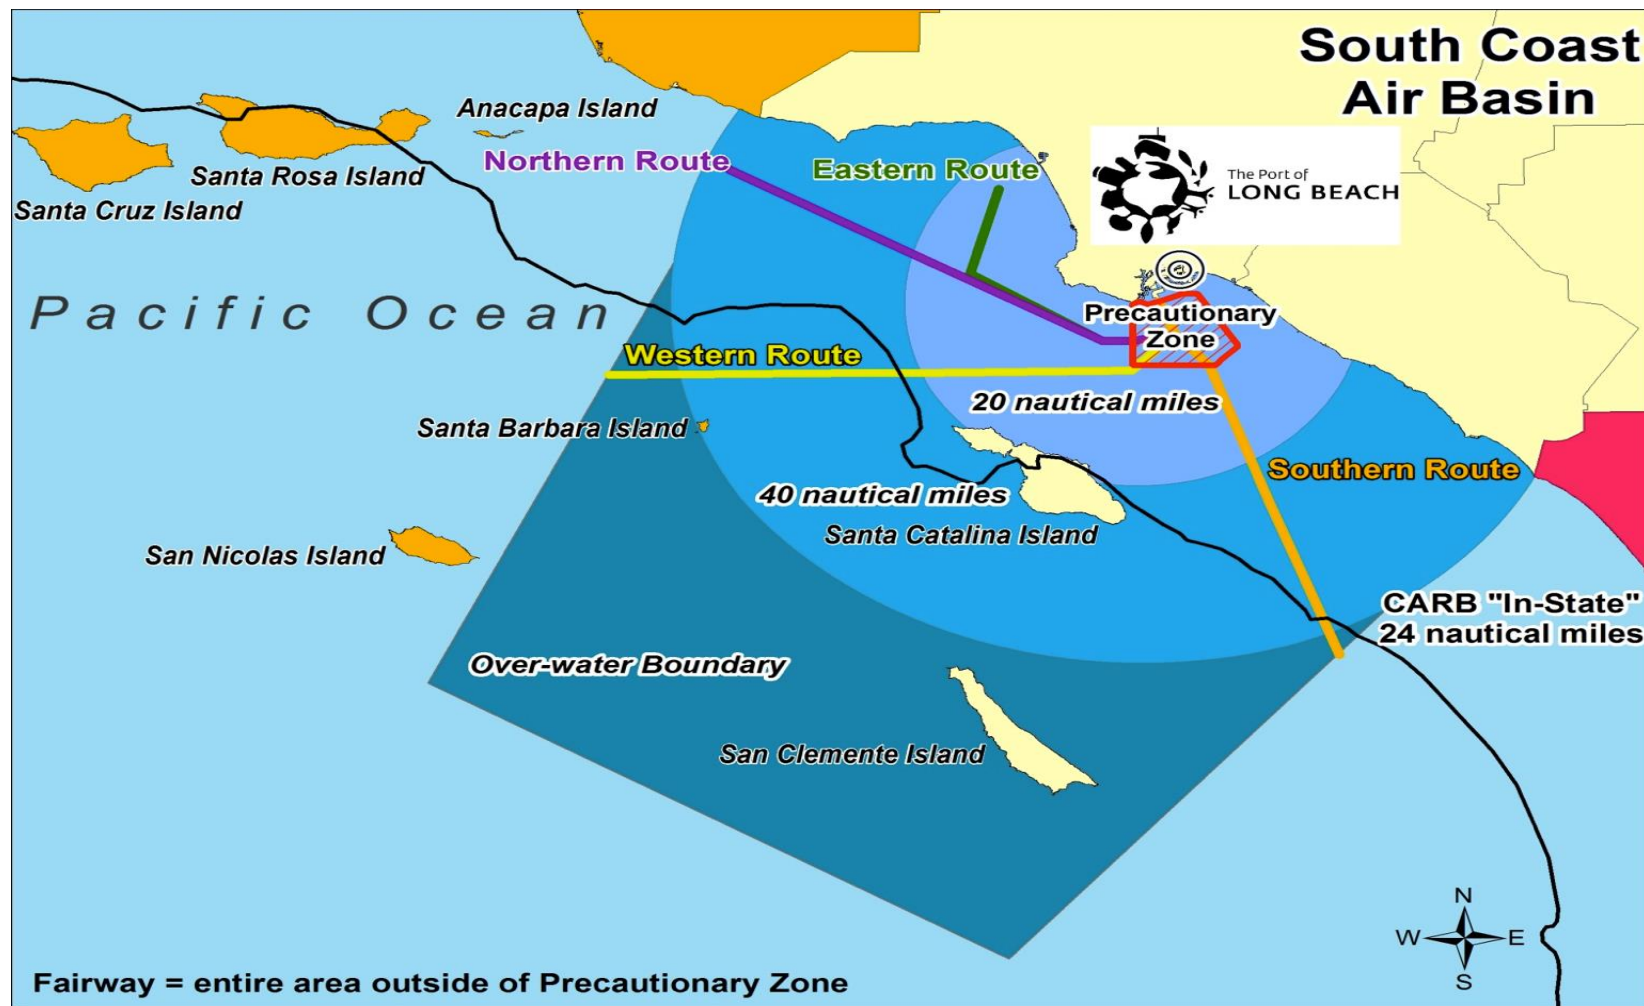 South Coast
Air Basin
Anacapa Island
Northern Route
Eastern Route
The Port of
LONG BEACH
Santa Rosa Island
Santa Cruz Island
Pacific Ocean
Precautionary
Zone
Western Route
20 nautical miles
Santa Barbara Island
Southern Route
40 nautical miles
Santa Catalina Island
San Nicolas Island
CARB "In-State"
24 nautical miles
Over-water Boundary
San Clemente Island
N
W
E
S
Fairway = entire area outside of Precautionary Zone